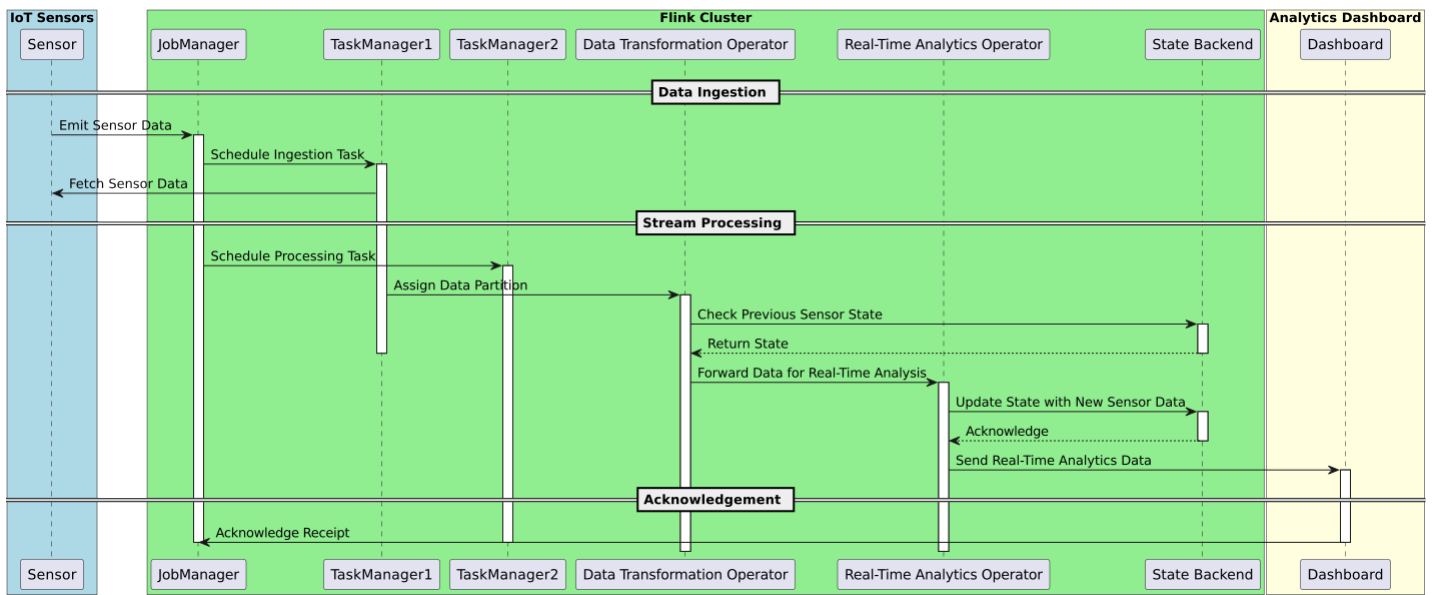 IoT Sensors
Flink Cluster
Analytics Dashboard
Sensor
JobManager
TaskManager1
TaskManager2
Data Transformation Operator
Real-Time Analytics Operator
State Backend
Dashboard
Data Ingestion
Emit Sensor Data
Schedule Ingestion Task
Fetch Sensor Data
Stream Processing
Schedule Processing Task
Assign Data Partition
Check Previous Sensor State
Return State
Forward Data for Real-Time Analysis
Update State with New Sensor Data
Acknowledge
Send Real-Time Analytics Data
Acknowledgement
Acknowledge Receipt
Sensor
JobManager
TaskManager1
TaskManager2
Data Transformation Operator
Real-Time Analytics Operator
State Backend
Dashboard